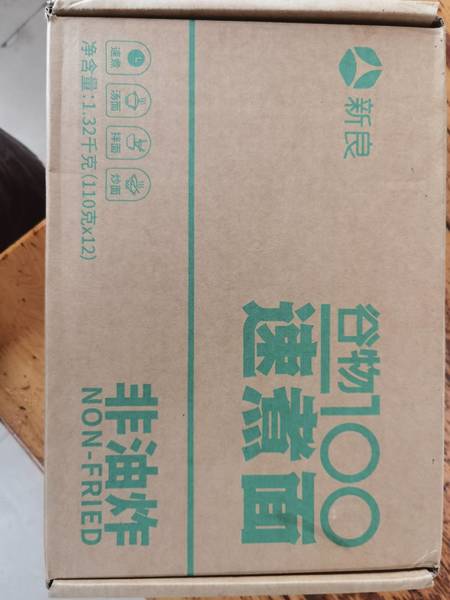 新良
谷物100
速煮面
非油炸
NON-FRIED
速煮
汤面
拌面
炒面
净含量：1.32千克(110克x12)